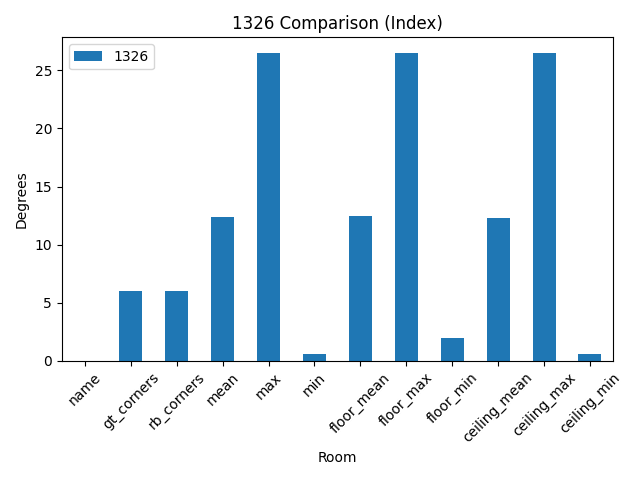 1326 Comparison (Index)
1326
25
20
15
10
5
0
Degrees
name
gt_corners
rb_corners
mean
max
min
floor_mean
floor_max
floor_min
ceiling_mean
ceiling_max
ceiling_min
Room